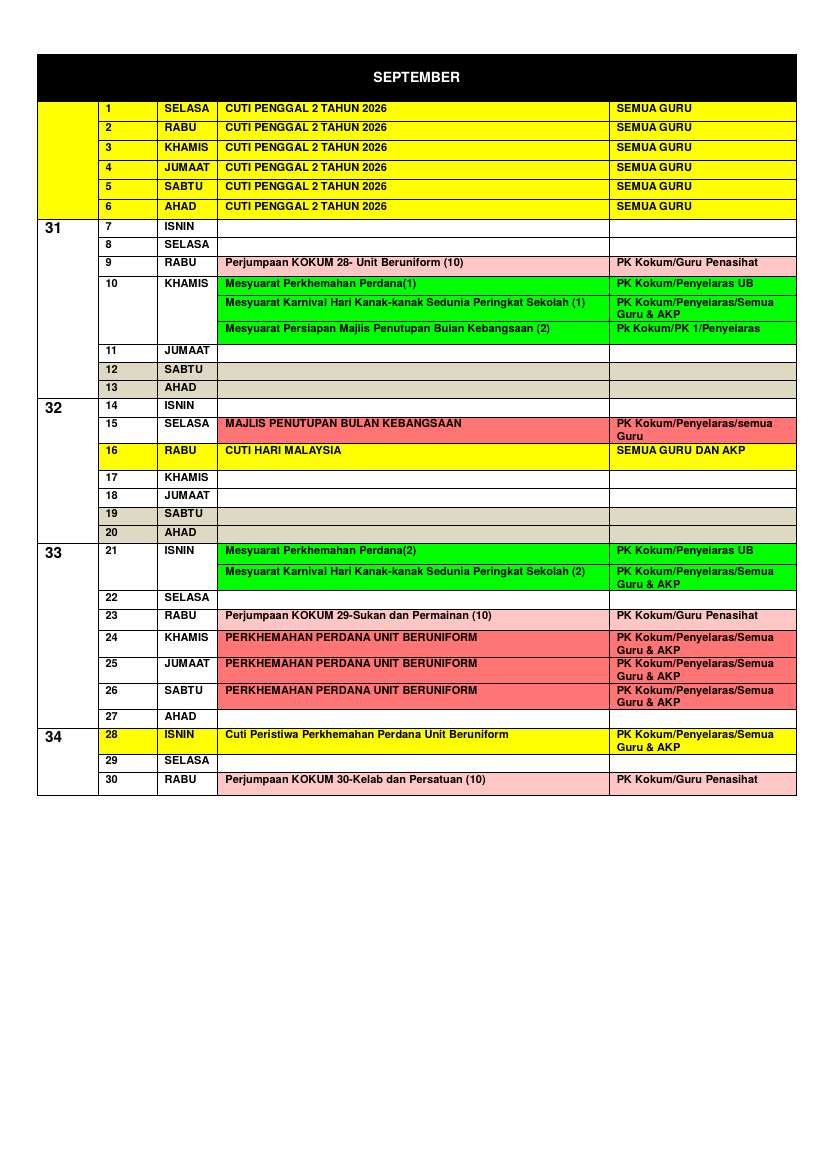 SEPTEMBER
1 SELASA CUTI PENGGAL 2 TAHUN 2026 SEMUA GURU
2 RABU CUTI PENGGAL 2 TAHUN 2026 SEMUA GURU
3 KHAMIS CUTI PENGGAL 2 TAHUN 2026 SEMUA GURU
4 JUMAAT CUTI PENGGAL 2 TAHUN 2026 SEMUA GURU
5 SABTU CUTI PENGGAL 2 TAHUN 2026 SEMUA GURU
6 AHAD CUTI PENGGAL 2 TAHUN 2026 SEMUA GURU
31 7 ISNIN
8 SELASA
9 RABU Perjumpaan KOKUM 28- Unit Beruniform (10) PK Kokum/Guru Penasihat
10 KHAMIS Mesyuarat Perkhemahan Perdana(1) PK Kokum/Penyelaras UB
Mesyuarat Karnival Hari Kanak-kanak Sedunia Peringkat Sekolah (1) PK Kokum/Penyelaras/Semua
Guru & AKP
Mesyuarat Persiapan Majlis Penutupan Bulan Kebangsaan (2) Pk Kokum/PK 1/Penyelaras
11 JUMAAT
12 SABTU
13 AHAD
32 14 ISNIN
15 SELASA MAJLIS PENUTUPAN BULAN KEBANGSAAN PK Kokum/Penyelaras/semua
Guru
16 RABU CUTI HARI MALAYSIA SEMUA GURU DAN AKP
17 KHAMIS
18 JUMAAT
19 SABTU
20 AHAD
33 21 ISNIN Mesyuarat Perkhemahan Perdana(2) PK Kokum/Penyelaras UB
Mesyuarat Karnival Hari Kanak-kanak Sedunia Peringkat Sekolah (2) PK Kokum/Penyelaras/Semua
Guru & AKP
22 SELASA
23 RABU Perjumpaan KOKUM 29-Sukan dan Permainan (10) PK Kokum/Guru Penasihat
24 KHAMIS PERKHEMAHAN PERDANA UNIT BERUNIFORM PK Kokum/Penyelaras/Semua
Guru & AKP
25 JUMAAT PERKHEMAHAN PERDANA UNIT BERUNIFORM PK Kokum/Penyelaras/Semua
Guru & AKP
26 SABTU PERKHEMAHAN PERDANA UNIT BERUNIFORM PK Kokum/Penyelaras/Semua
Guru & AKP
27 AHAD
34 28 ISNIN Cuti Peristiwa Perkhemahan Perdana Unit Beruniform PK Kokum/Penyelaras/Semua
Guru & AKP
29 SELASA
30 RABU Perjumpaan KOKUM 30-Kelab dan Persatuan (10) PK Kokum/Guru Penasihat